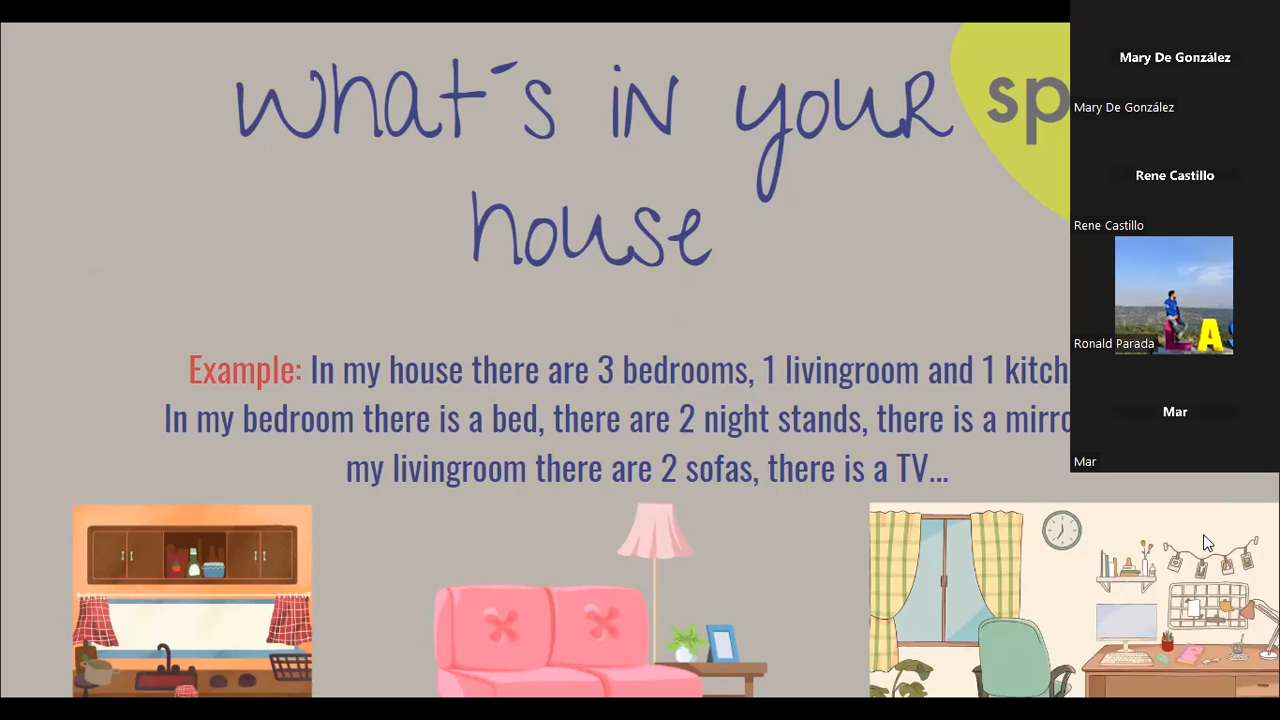 what´s in your
house
sp
Example: In my house there are 3 bedrooms, 1 livingroom and 1 kitch
In my bedroom there is a bed, there are 2 night stands, there is a mirro
my livingroom there are 2 sofas, there is a TV...
Mary De González
Mary De González
Rene Castillo
Rene Castillo
A
Ronald Parada
Mar
Mar